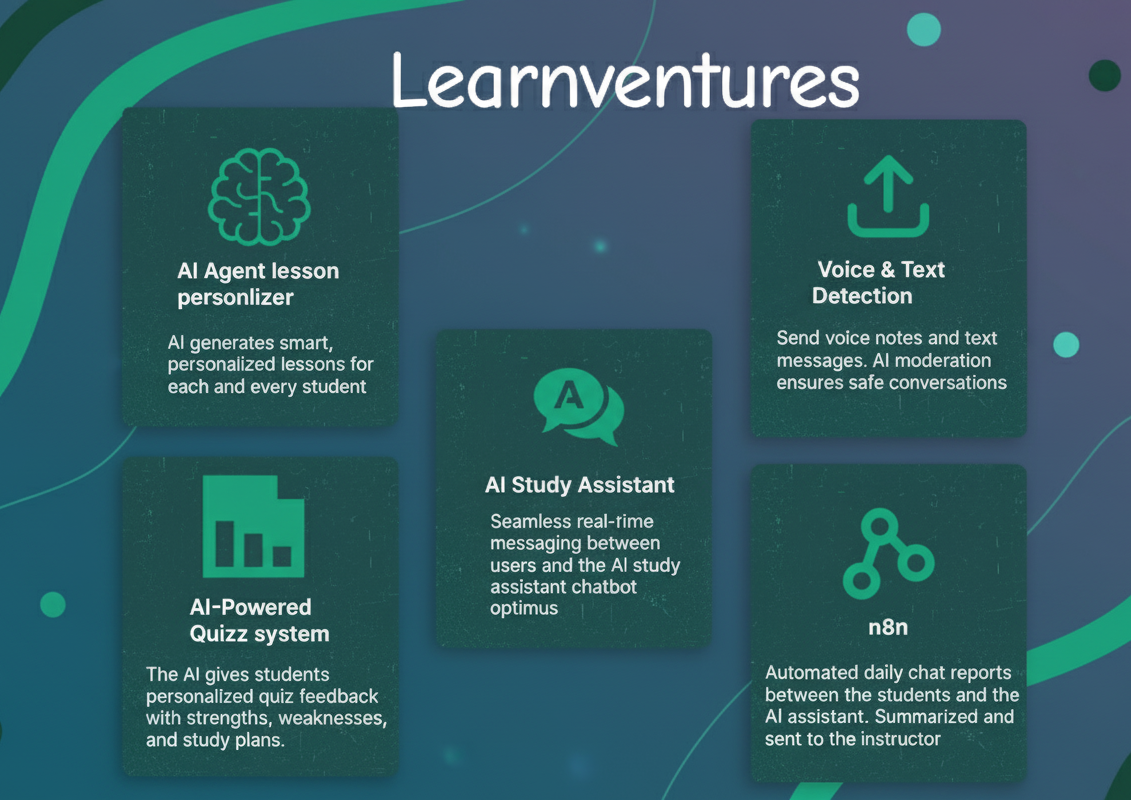 Learnventures
AI Agent lesson
personlizer
AI generates smart,
personalized lessons for
each and every student
Voice & Text
Detection
Send voice notes and text
messages. AI moderation
ensures safe conversations
A
AI Study Assistant
Seamless real-rime
messaging between
users and the AI study
assistant chatbot
optimus
AI-Powered
Quizz system
The AI gives students
personalized quiz feedback
with strengths, weaknesses,
and study plans.
n8n
Automated daily chat reports
between the students and the
AI assistant. Summarized and
sent to the instructor